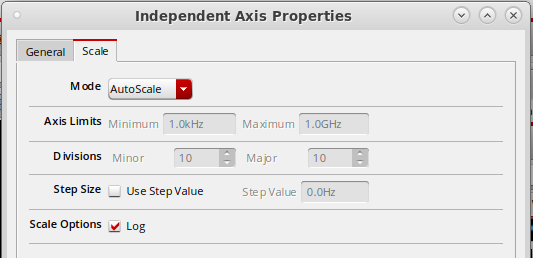 Independent Axis Properties
General Scale
Mode AutoScale
Axis Limits Minimum 1.0kHz Maximum 1.0GHz
Divisions Minor 10 Major 10
Step Size Use Step Value Step Value 0.0Hz
Scale Options Log